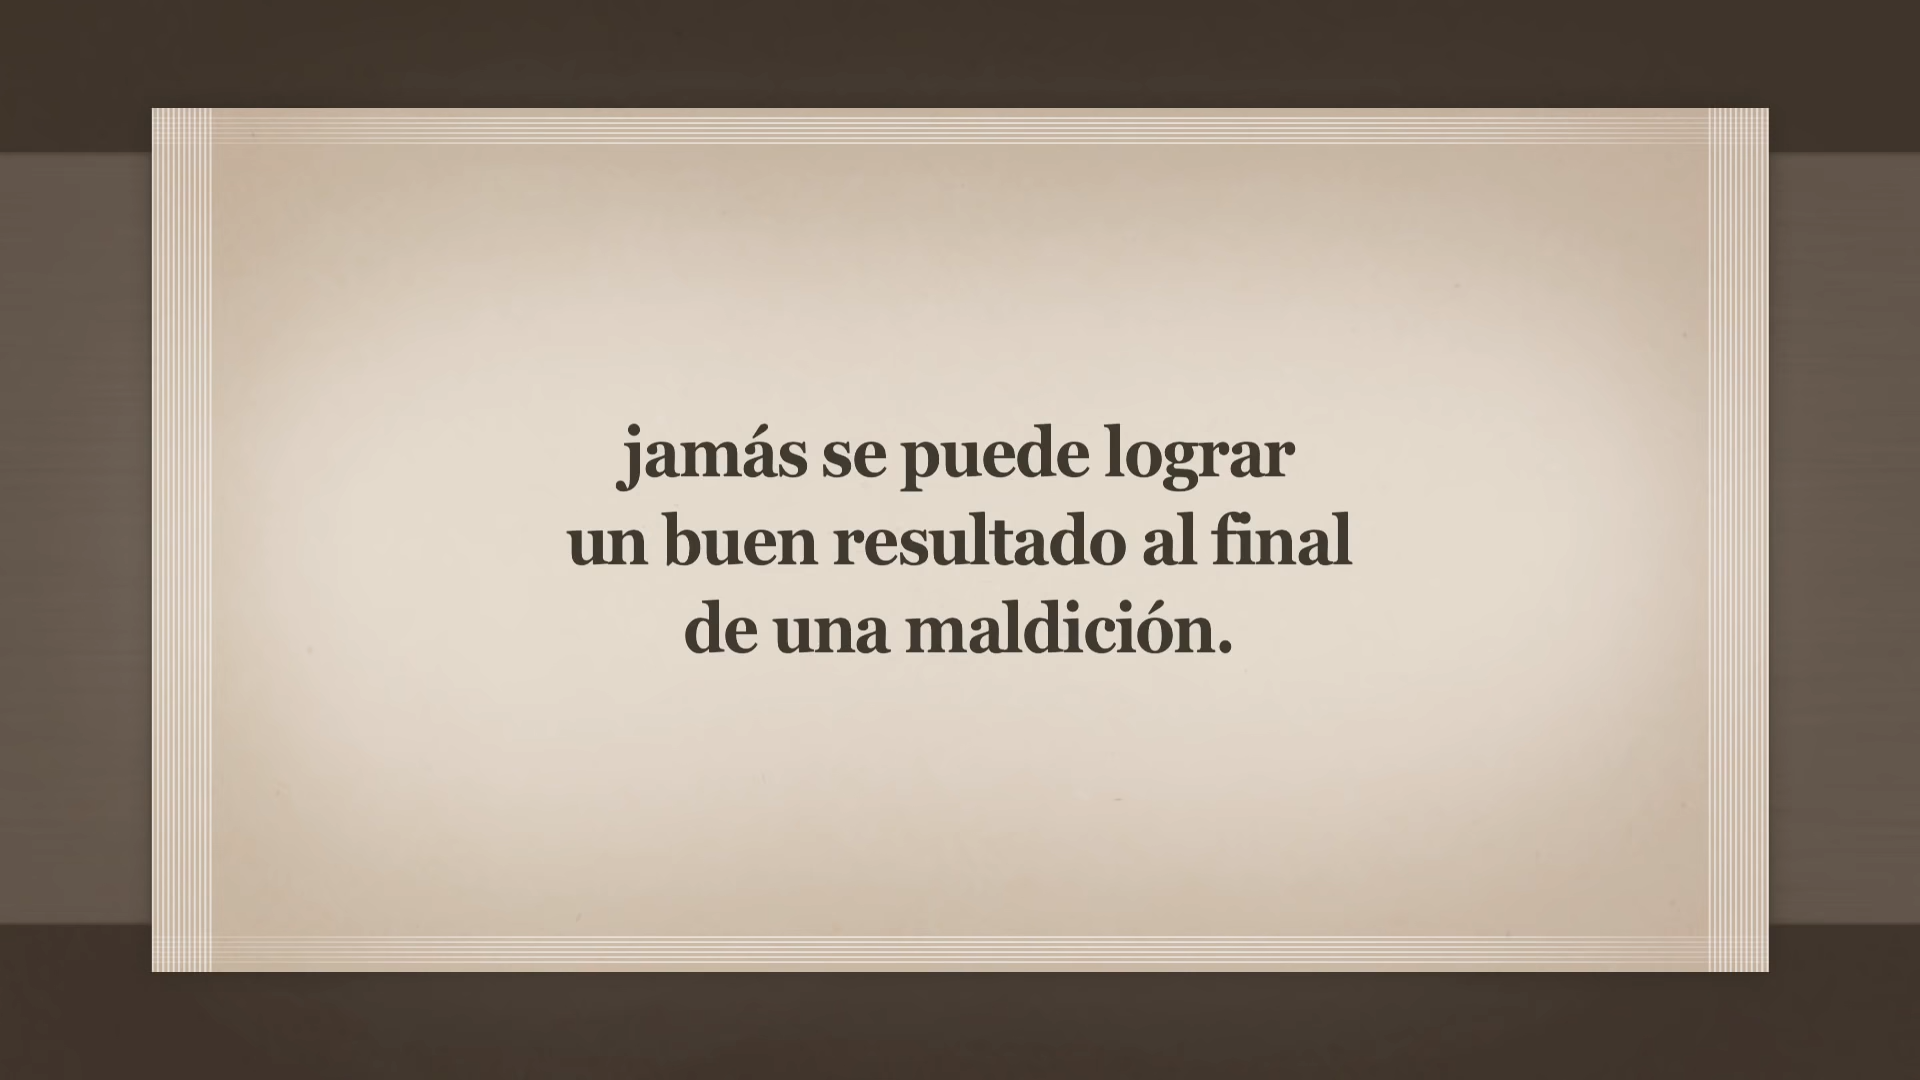 jamás se puede lograr
un buen resultado al final
de una maldición.